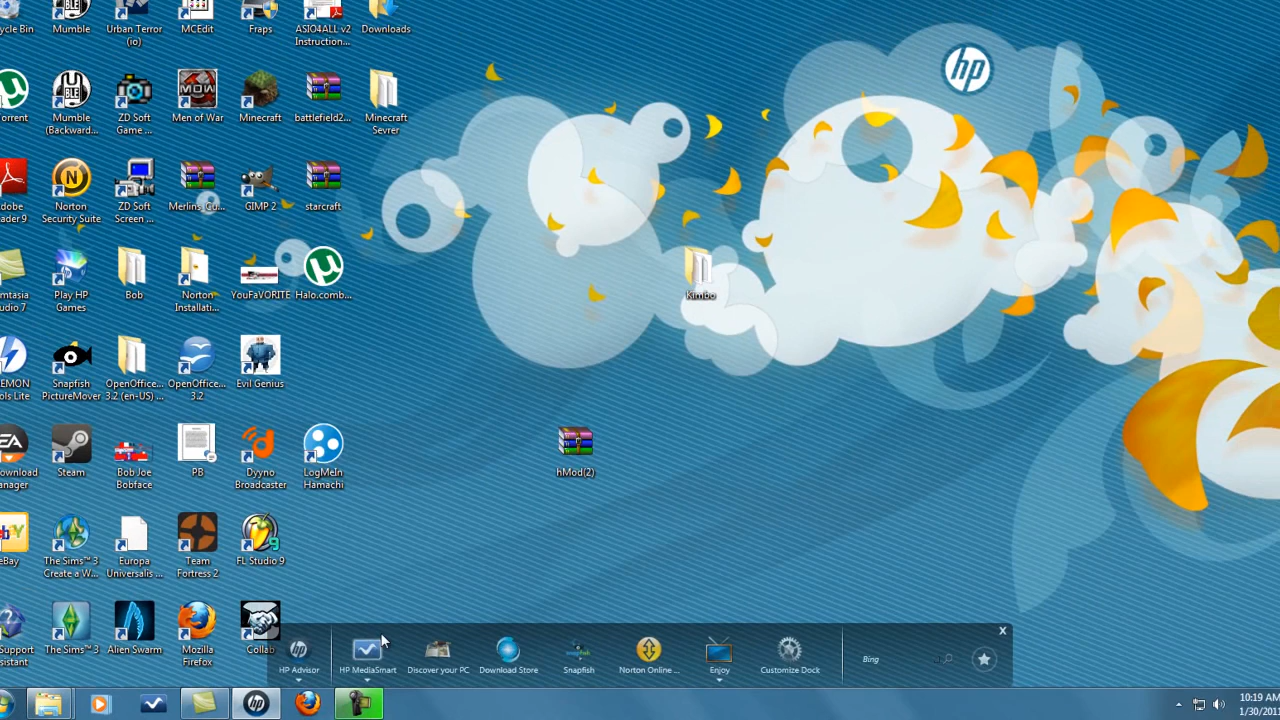 ycle Bin
Mumble
Urban Terror
(io)
MCEdit
Fraps
ASIO4ALL v2
Instruction...
Downloads
orrent
Mumble
(Backward...
ZD Soft
Game ...
Men of War
Minecraft
battlefield2...
Minecraft
Sevrer
dobe
ader 9
Norton
Security Suite
ZD Soft
Screen ...
Merlins_Cu...
GIMP 2
starcraft
mtasia
udio 7
Play HP
Games
Bob
Norton
Installati...
YouFaVORITE
Halo.comb...
Kimbo
EMON
ols Lite
Snapfish
PictureMover
OpenOffice...
3.2 (en-US) ...
OpenOffice...
3.2
Evil Genius
ownload
anager
Steam
Bob Joe
Bobface
PB
Dyyno
Broadcaster
LogMeIn
Hamachi
hMod(2)
eBay
The Sims™ 3
Create a W...
Europa
Universalis ...
Team
Fortress 2
FL Studio 9
Support
sistant
The Sims™ 3
Alien Swarm
Mozilla
Firefox
Collab
HP Advisor
HP MediaSmart
Discover your PC
Download Store
Snapfish
Norton Online ...
Enjoy
Customize Dock
Bing
X
hp
10:19 AM
1/30/201